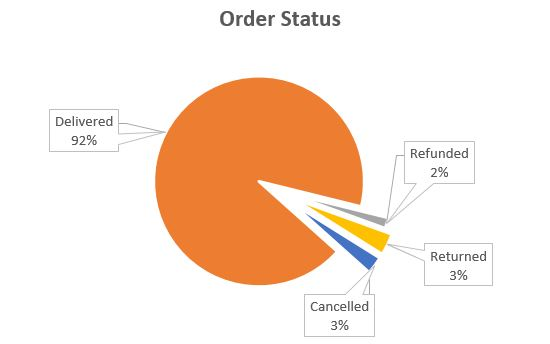 Order Status
Delivered
92%
Refunded
2%
Returned
3%
Cancelled
3%